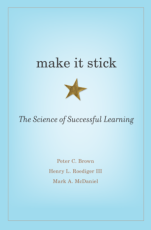 make it stick
The Science of Successful Learning
Peter C. Brown
Henry L. Roediger III
Mark A. McDaniel